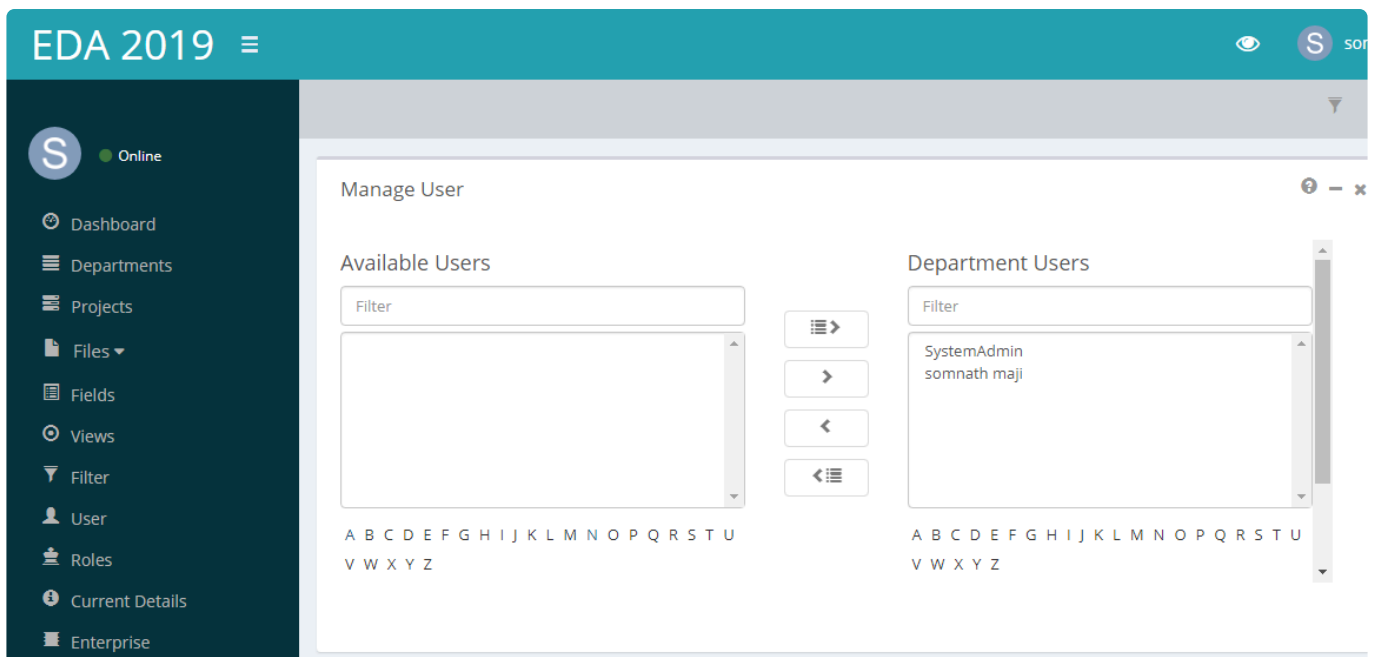 EDA 2019
S sor
S Online
Dashboard
Departments
Projects
Files
Fields
Views
Filter
User
Roles
Current Details
Enterprise
Manage User
Available Users
Filter
A B C D E F G H I J K L M N O P Q R S T U
V W X Y Z
Department Users
Filter
SystemAdmin
somnath maji
A B C D E F G H I J K L M N O P Q R S T U
V W X Y Z